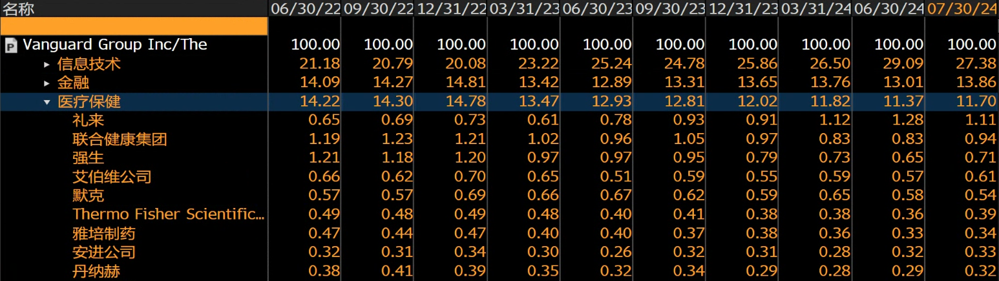 名称 06/30/22 09/30/22 12/31/22 03/31/23 06/30/23 09/30/23 12/31/23 03/31/24 06/30/24 07/30/24
P Vanguard Group Inc/The 100.00 100.00 100.00 100.00 100.00 100.00 100.00 100.00 100.00 100.00
信息技术 21.18 20.79 20.08 23.22 25.24 24.78 25.86 26.50 29.09 27.38
金融 14.09 14.27 14.81 13.42 12.89 13.31 13.65 13.76 13.01 13.86
医疗保健 14.22 14.30 14.78 13.47 12.93 12.81 12.02 11.82 11.37 11.70
礼来 0.65 0.69 0.73 0.61 0.78 0.93 0.91 1.12 1.28 1.11
联合健康集团 1.19 1.23 1.21 1.02 0.96 1.05 0.97 0.83 0.83 0.94
强生 1.21 1.18 1.20 0.97 0.97 0.95 0.79 0.73 0.65 0.71
艾伯维公司 0.66 0.62 0.70 0.65 0.51 0.59 0.55 0.59 0.57 0.61
默克 0.57 0.57 0.69 0.66 0.67 0.62 0.59 0.65 0.58 0.54
Thermo Fisher Scientific... 0.49 0.48 0.49 0.48 0.40 0.41 0.38 0.38 0.36 0.39
雅培制药 0.47 0.44 0.47 0.40 0.40 0.37 0.38 0.36 0.33 0.34
安进公司 0.32 0.31 0.34 0.30 0.26 0.32 0.31 0.28 0.32 0.33
丹纳赫 0.38 0.41 0.39 0.35 0.32 0.34 0.29 0.28 0.29 0.32